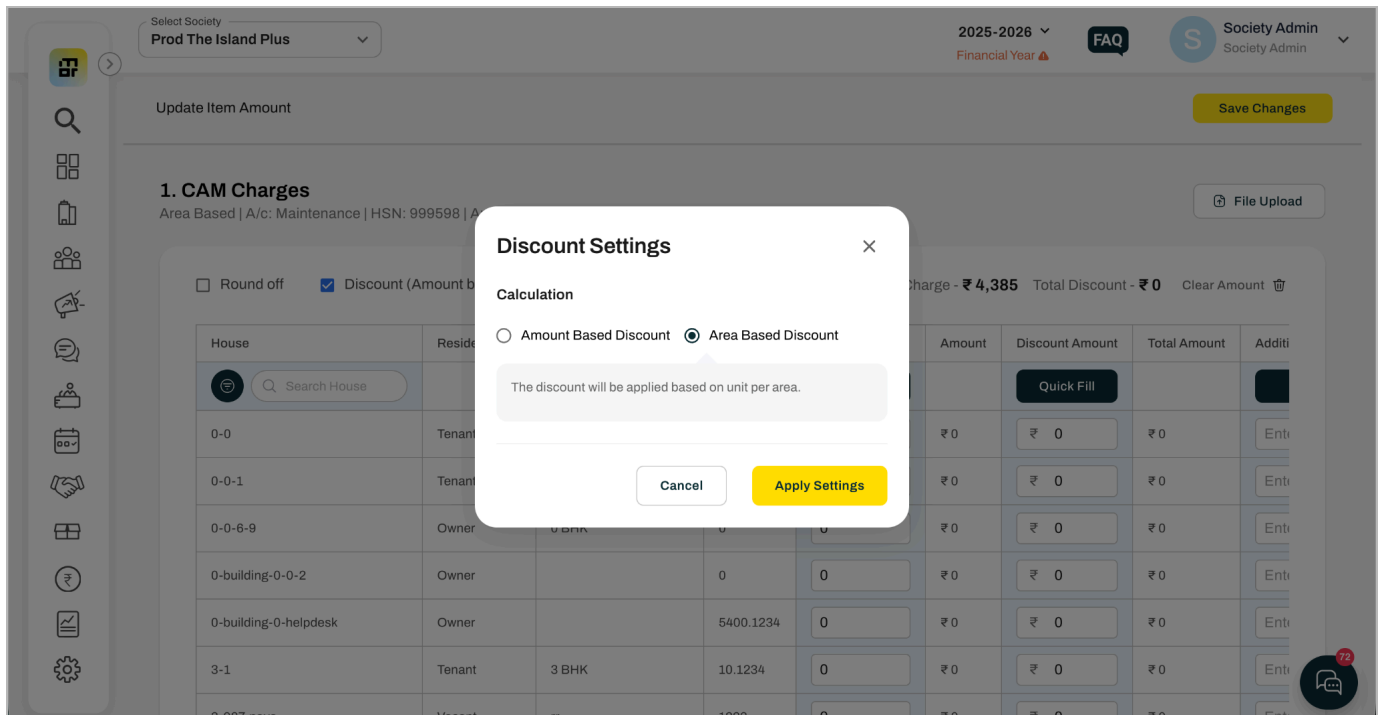 Select Society
Prod The Island Plus
2025-2026
Financial Year
FAQ
S
Society Admin
Society Admin
Update Item Amount
Save Changes
1. CAM Charges
Area Based | A/c: Maintenance | HSN: 999598 |
File Upload
Round off
Discount (Amount
Charge - ₹ 4,385
Total Discount - ₹ 0
Clear Amount
Discount Settings
Calculation
Amount Based Discount
Area Based Discount
The discount will be applied based on unit per area.
Cancel
Apply Settings
House Amount Discount Amount Total Amount
Search House Quick Fill
0-0 Tenant ₹ 0 ₹ 0 ₹ 0
0-0-1 Tenant ₹ 0 ₹ 0 ₹ 0
0-0-6-9 Owner 0 BHK 0 0 ₹ 0 ₹ 0 ₹ 0
0-building-0-0-2 Owner 0 0 ₹ 0 ₹ 0 ₹ 0
0-building-0-helpdesk Owner 5400.1234 0 ₹ 0 ₹ 0 ₹ 0
3-1 Tenant 3 BHK 10.1234 0 ₹ 0 ₹ 0 ₹ 0
72